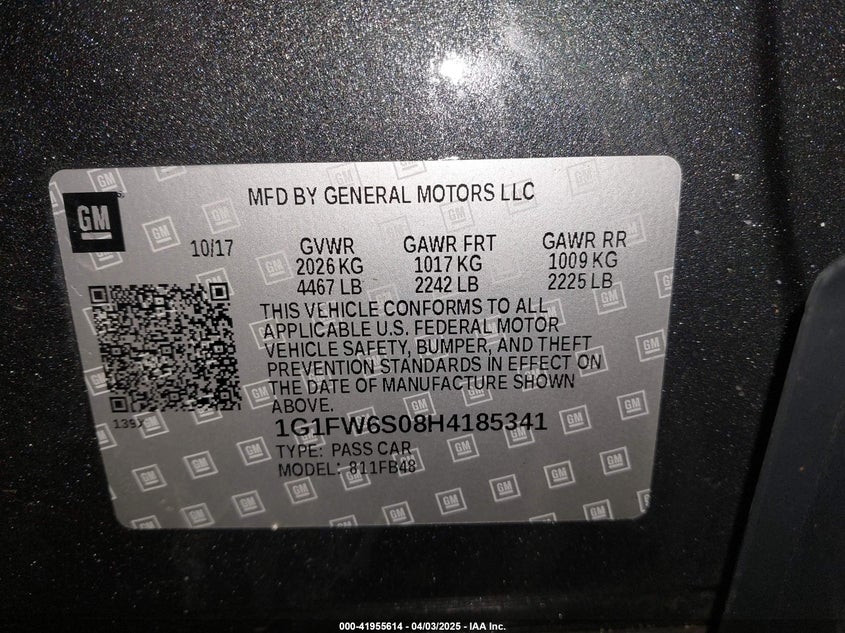 MFD BY GENERAL MOTORS LLC
GM
10/17
GVWR GAWR FRT GAWR RR
2026 KG 1017 KG 1009 KG
4467 LB 2242 LB 2225 LB
THIS VEHICLE CONFORMS TO ALL
APPLICABLE U.S. FEDERAL MOTOR
VEHICLE SAFETY, BUMPER, AND THEFT
PREVENTION STANDARDS IN EFFECT ON
THE DATE OF MANUFACTURE SHOWN
ABOVE.
139X
1G1FW6S08H4185341
TYPE: PASS CAR
MODEL: 811FB48
000-41955614 - 04/03/2025 - IAA Inc.